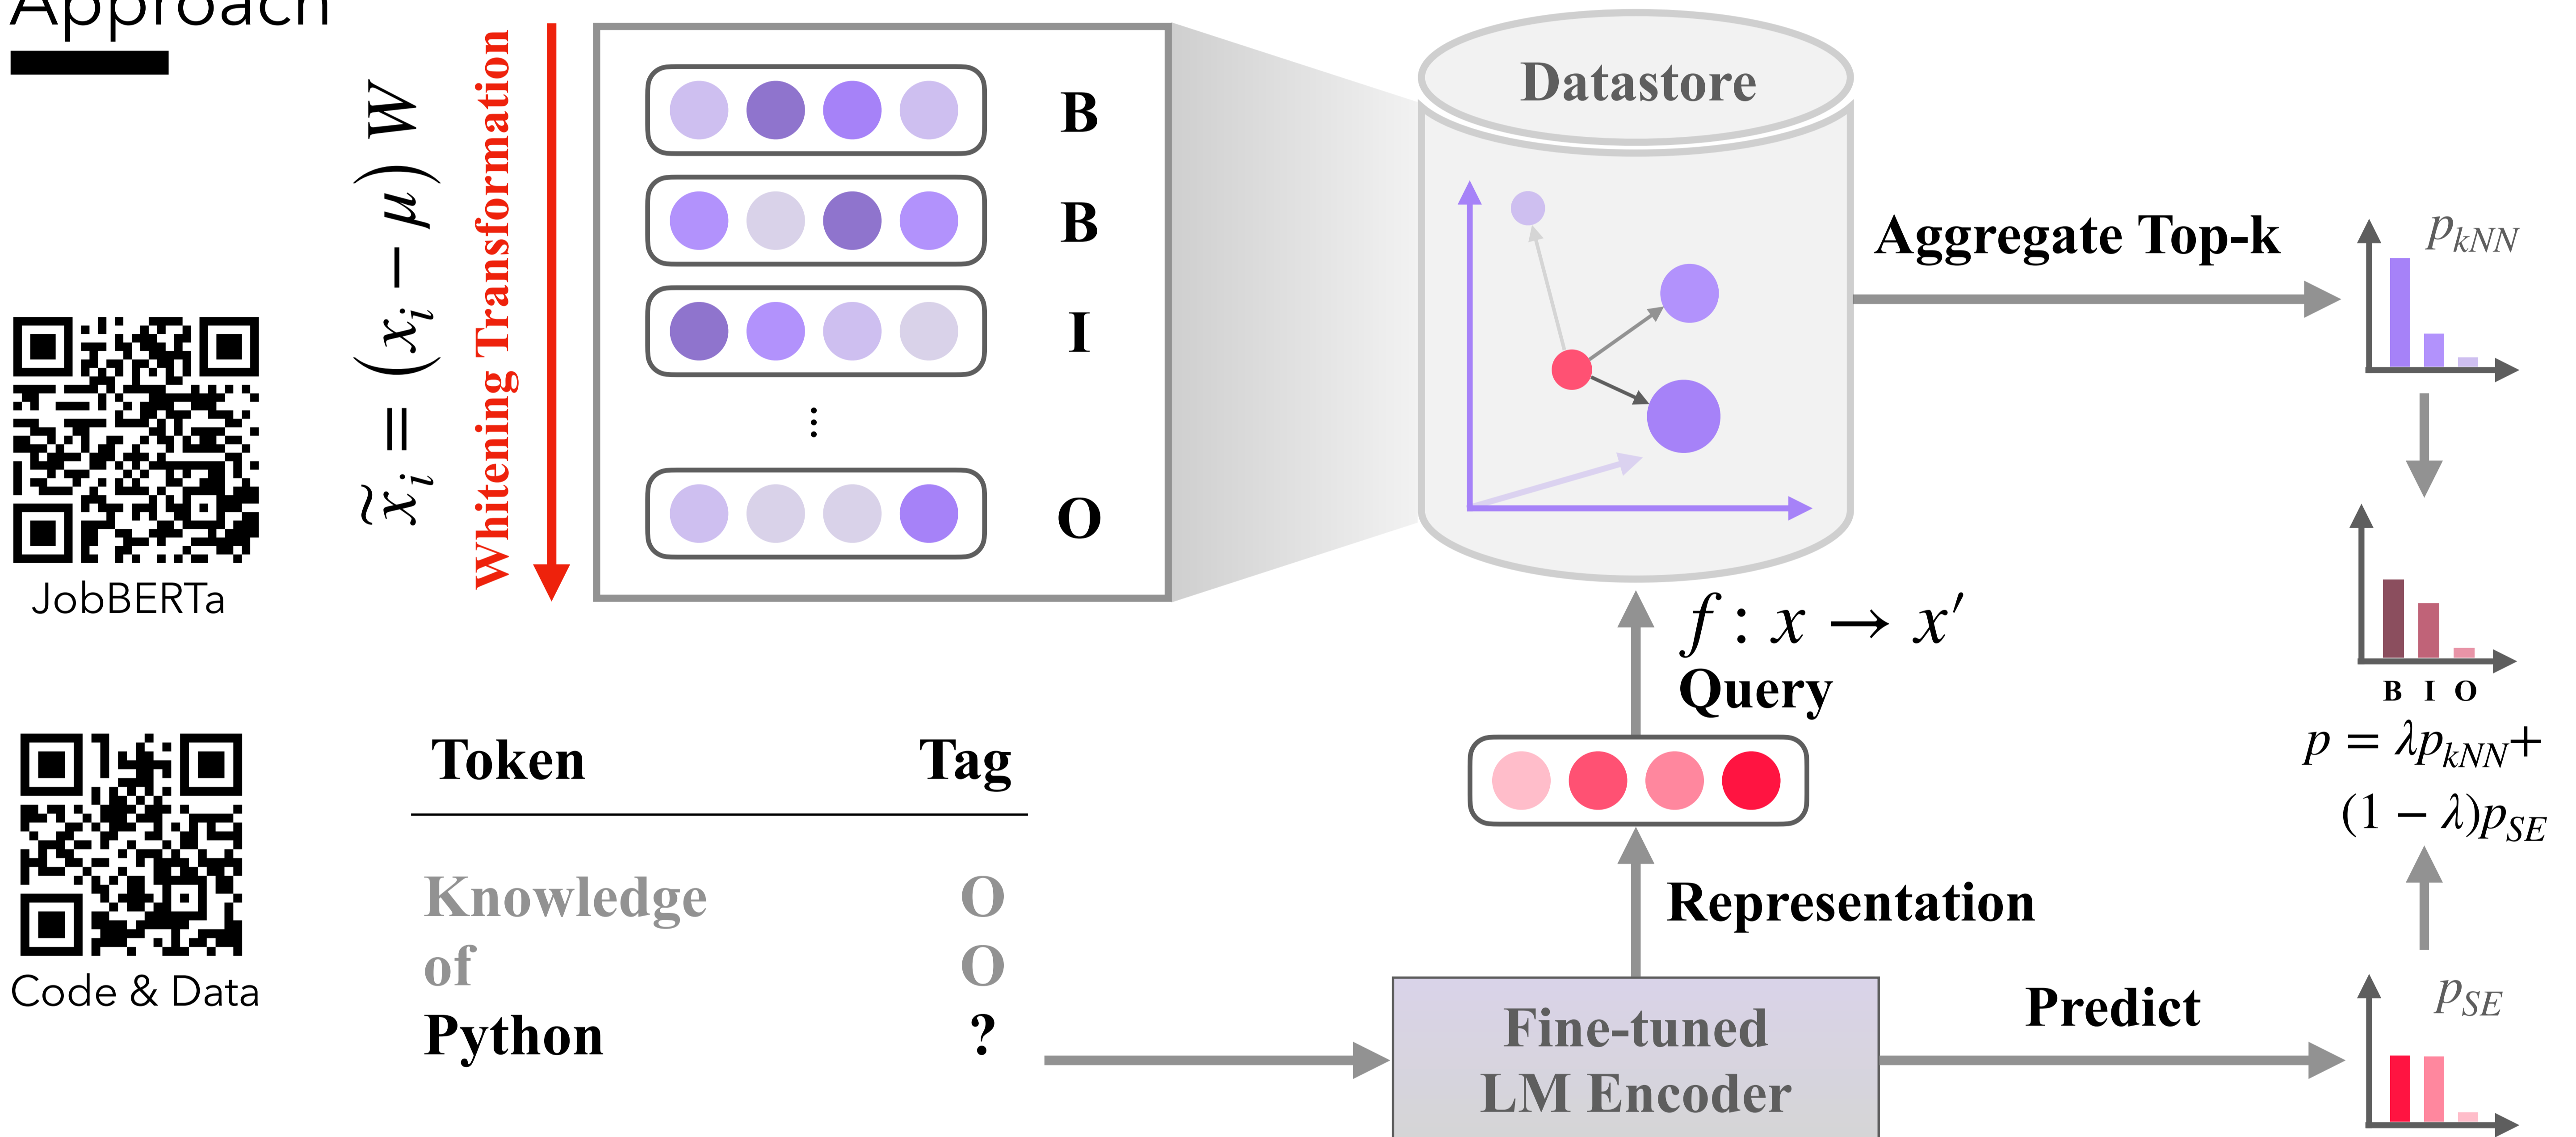 Approach
Whitening Transformation
x̃ᵢ = (xᵢ − μ) W
B
B
I
...
O
Datastore
Aggregate Top-k
p_kNN
JobBERTa
f : x → x′
Query
B I O
p = λp_kNN+
(1 − λ)p_SE
Token Tag
Knowledge O
of O
Python ?
Representation
Code & Data
Fine-tuned
LM Encoder
Predict
p_SE